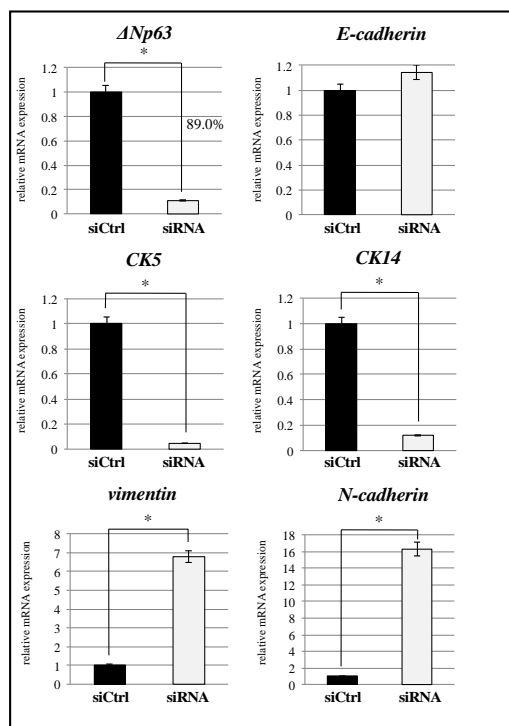 ΔNp63
*
relative mRNA expression
1.2
1
0.8
0.6
0.4
0.2
0
89.0%
siCtrl siRNA
E-cadherin
relative mRNA expression
1.2
1
0.8
0.6
0.4
0.2
0
siCtrl siRNA
CK5
*
relative mRNA expression
1.2
1
0.8
0.6
0.4
0.2
0
siCtrl siRNA
CK14
*
relative mRNA expression
1.2
1
0.8
0.6
0.4
0.2
0
siCtrl siRNA
vimentin
*
relative mRNA expression
8
7
6
5
4
3
2
1
0
siCtrl siRNA
N-cadherin
*
relative mRNA expression
18
16
14
12
10
8
6
4
2
0
siCtrl siRNA